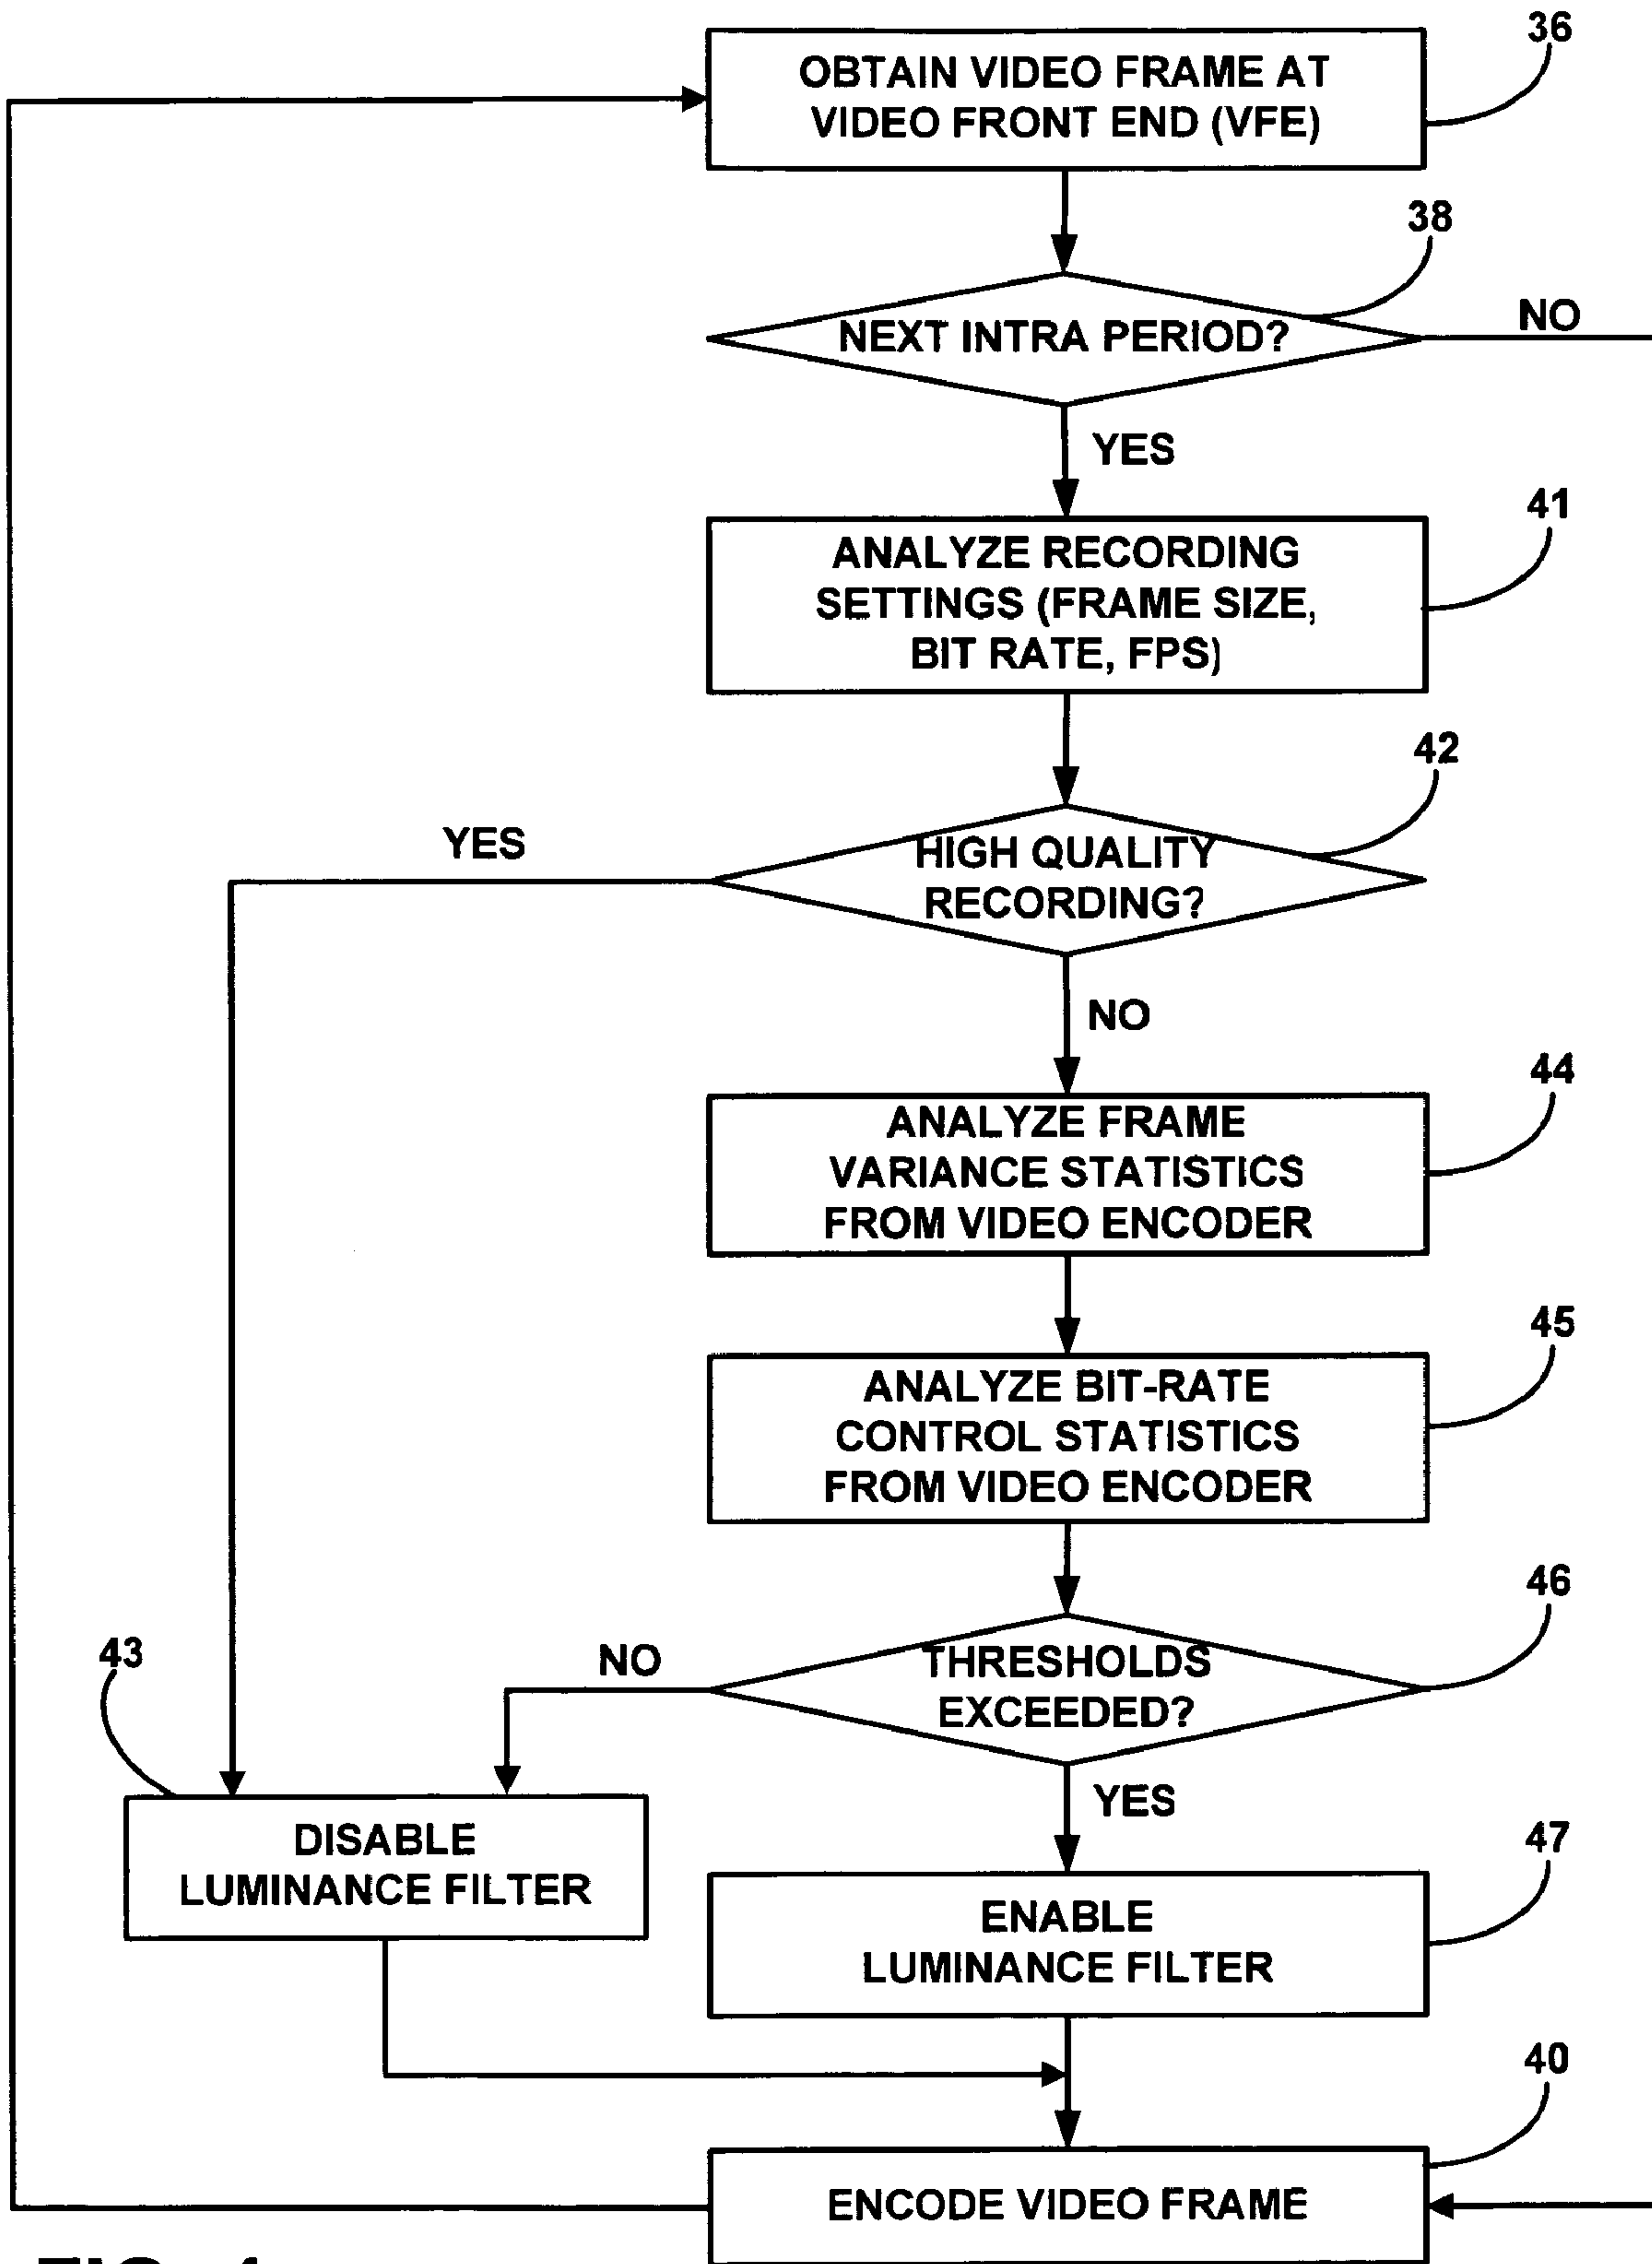 36
OBTAIN VIDEO FRAME AT
VIDEO FRONT END (VFE)
38
NEXT INTRA PERIOD?
NO
YES
41
ANALYZE RECORDING
SETTINGS (FRAME SIZE,
BIT RATE, FPS)
42
YES
HIGH QUALITY
RECORDING?
NO
44
ANALYZE FRAME
VARIANCE STATISTICS
FROM VIDEO ENCODER
45
ANALYZE BIT-RATE
CONTROL STATISTICS
FROM VIDEO ENCODER
46
43
NO
THRESHOLDS
EXCEEDED?
YES
DISABLE
LUMINANCE FILTER
47
ENABLE
LUMINANCE FILTER
40
ENCODE VIDEO FRAME